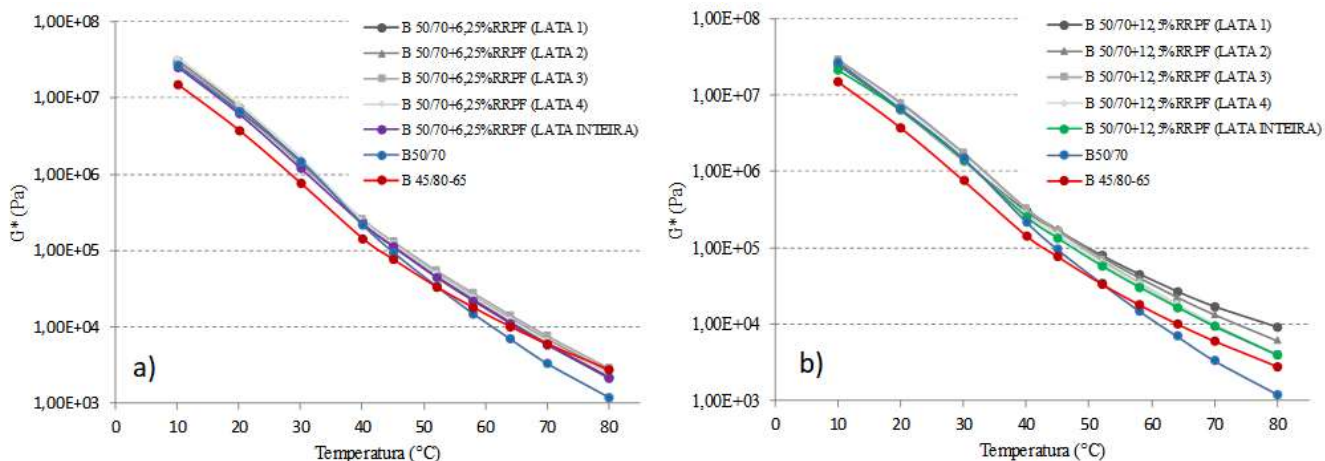 1,00E+08
1,00E+07
1,00E+06
1,00E+05
1,00E+04
1,00E+03
G* (Pa)
0 10 20 30 40 50 60 70 80
Temperatura (°C)
a)
B 50/70+6,25%RRPF (LATA 1)
B 50/70+6,25%RRPF (LATA 2)
B 50/70+6,25%RRPF (LATA 3)
B 50/70+6,25%RRPF (LATA 4)
B 50/70+6,25%RRPF (LATA INTEIRA)
B50/70
B 45/80-65
1,00E+08
1,00E+07
1,00E+06
1,00E+05
1,00E+04
1,00E+03
G* (Pa)
0 10 20 30 40 50 60 70 80
Temperatura (°C)
b)
B 50/70+12,5%RRPF (LATA 1)
B 50/70+12,5%RRPF (LATA 2)
B 50/70+12,5%RRPF (LATA 3)
B 50/70+12,5%RRPF (LATA 4)
B 50/70+12,5%RRPF (LATA INTEIRA)
B50/70
B 45/80-65